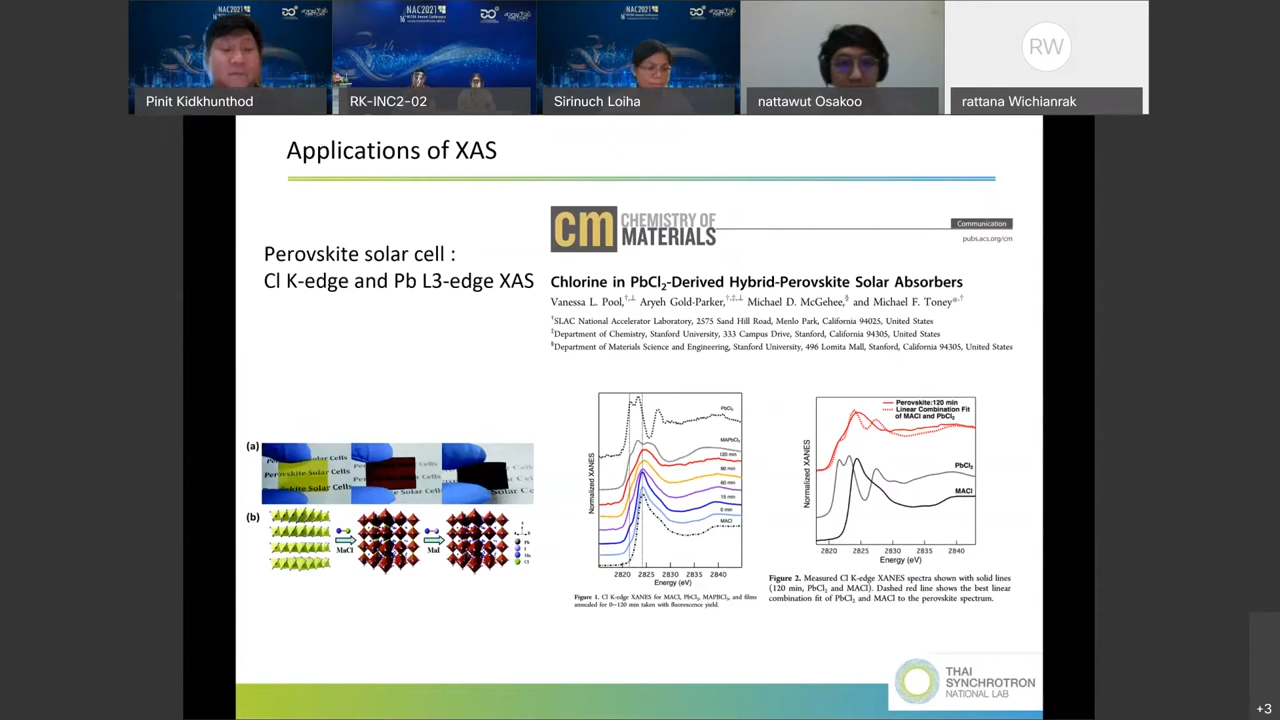 NAC2021
NAC2021
NAC2021
RW
Pinit Kidkhunthod
RK-INC2-02
Sirinuch Loiha
nattawut Osakoo
rattana Wichianrak
Applications of XAS
Perovskite solar cell :
Cl K-edge and Pb L3-edge XAS
cm CHEMISTRY OF
MATERIALS
Communication
pubs.acs.org/cm
Chlorine in PbCl₂-Derived Hybrid-Perovskite Solar Absorbers
Vanessa L. Pool,†,⊥ Aryeh Gold-Parker,†,‡,⊥ Michael D. McGehee,§ and Michael F. Toney*,†
†SLAC National Accelerator Laboratory, 2575 Sand Hill Road, Menlo Park, California 94025, United States
‡Department of Chemistry, Stanford University, 333 Campus Drive, Stanford, California 94305, United States
§Department of Materials Science and Engineering, Stanford University, 496 Lomita Mall, Stanford, California 94305, United States
(a)
Perovskite Solar Cells
(b)
MaCl
MaI
Pb
I
Ma
Cl
Normalized XANES
PbCl₂
MAPbCl₃
120 min
90 min
60 min
15 min
0 min
MACl
2820 2825 2830 2835 2840
Energy (eV)
Figure 1. Cl K-edge XANES for MACl, PbCl₂, MAPBCl₃, and films
annealed for 0−120 min taken with fluorescence yield.
Normalized XANES
Perovskite:120 min
Linear Combination Fit
of MACl and PbCl₂
PbCl₂
MACl
2820 2825 2830 2835 2840
Energy (eV)
Figure 2. Measured Cl K-edge XANES spectra shown with solid lines
(120 min, PbCl₂ and MACl). Dashed red line shows the best linear
combination fit of PbCl₂ and MACl to the perovskite spectrum.
THAI
SYNCHROTRON
NATIONAL LAB
+3